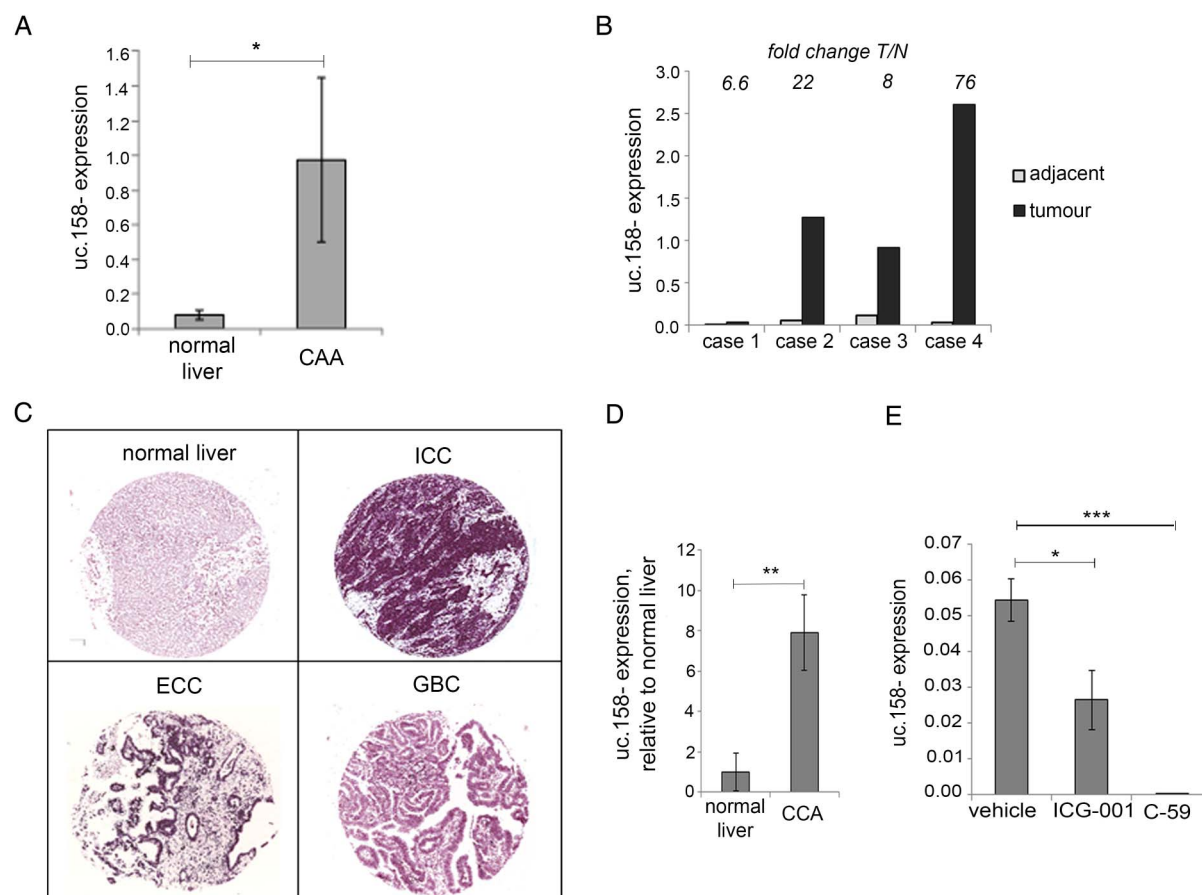 A
uc.158- expression
1.6
1.4
1.2
1.0
0.8
0.6
0.4
0.2
0.0
*
normal
liver
CAA
B
fold change T/N
6.6 22 8 76
uc.158- expression
3.0
2.5
2.0
1.5
1.0
0.5
0.0
case 1 case 2 case 3 case 4
adjacent
tumour
C
normal liver
ICC
ECC
GBC
D
uc.158- expression,
relative to normal liver
12
10
8
6
4
2
0
**
normal
liver
CCA
E
uc.158- expression
0.07
0.06
0.05
0.04
0.03
0.02
0.01
0.00
***
*
vehicle ICG-001 C-59